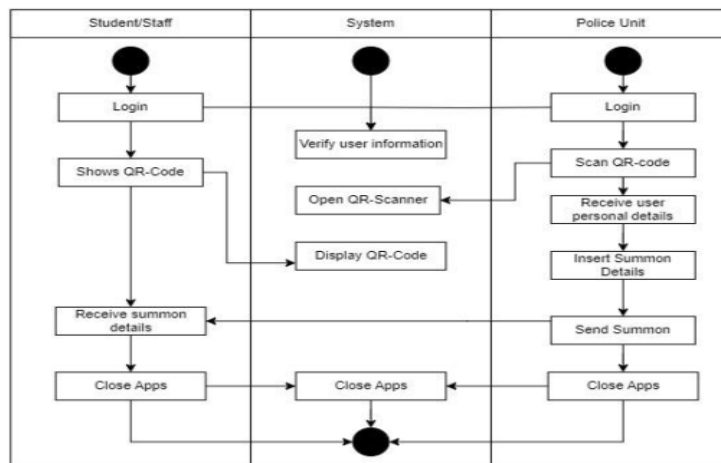 Student/Staff
System
Police Unit
Login
Login
Verify user information
Shows QR-Code
Scan QR-code
Open QR-Scanner
Receive user
personal details
Display QR-Code
Insert Summon
Details
Receive summon
details
Send Summon
Close Apps
Close Apps
Close Apps